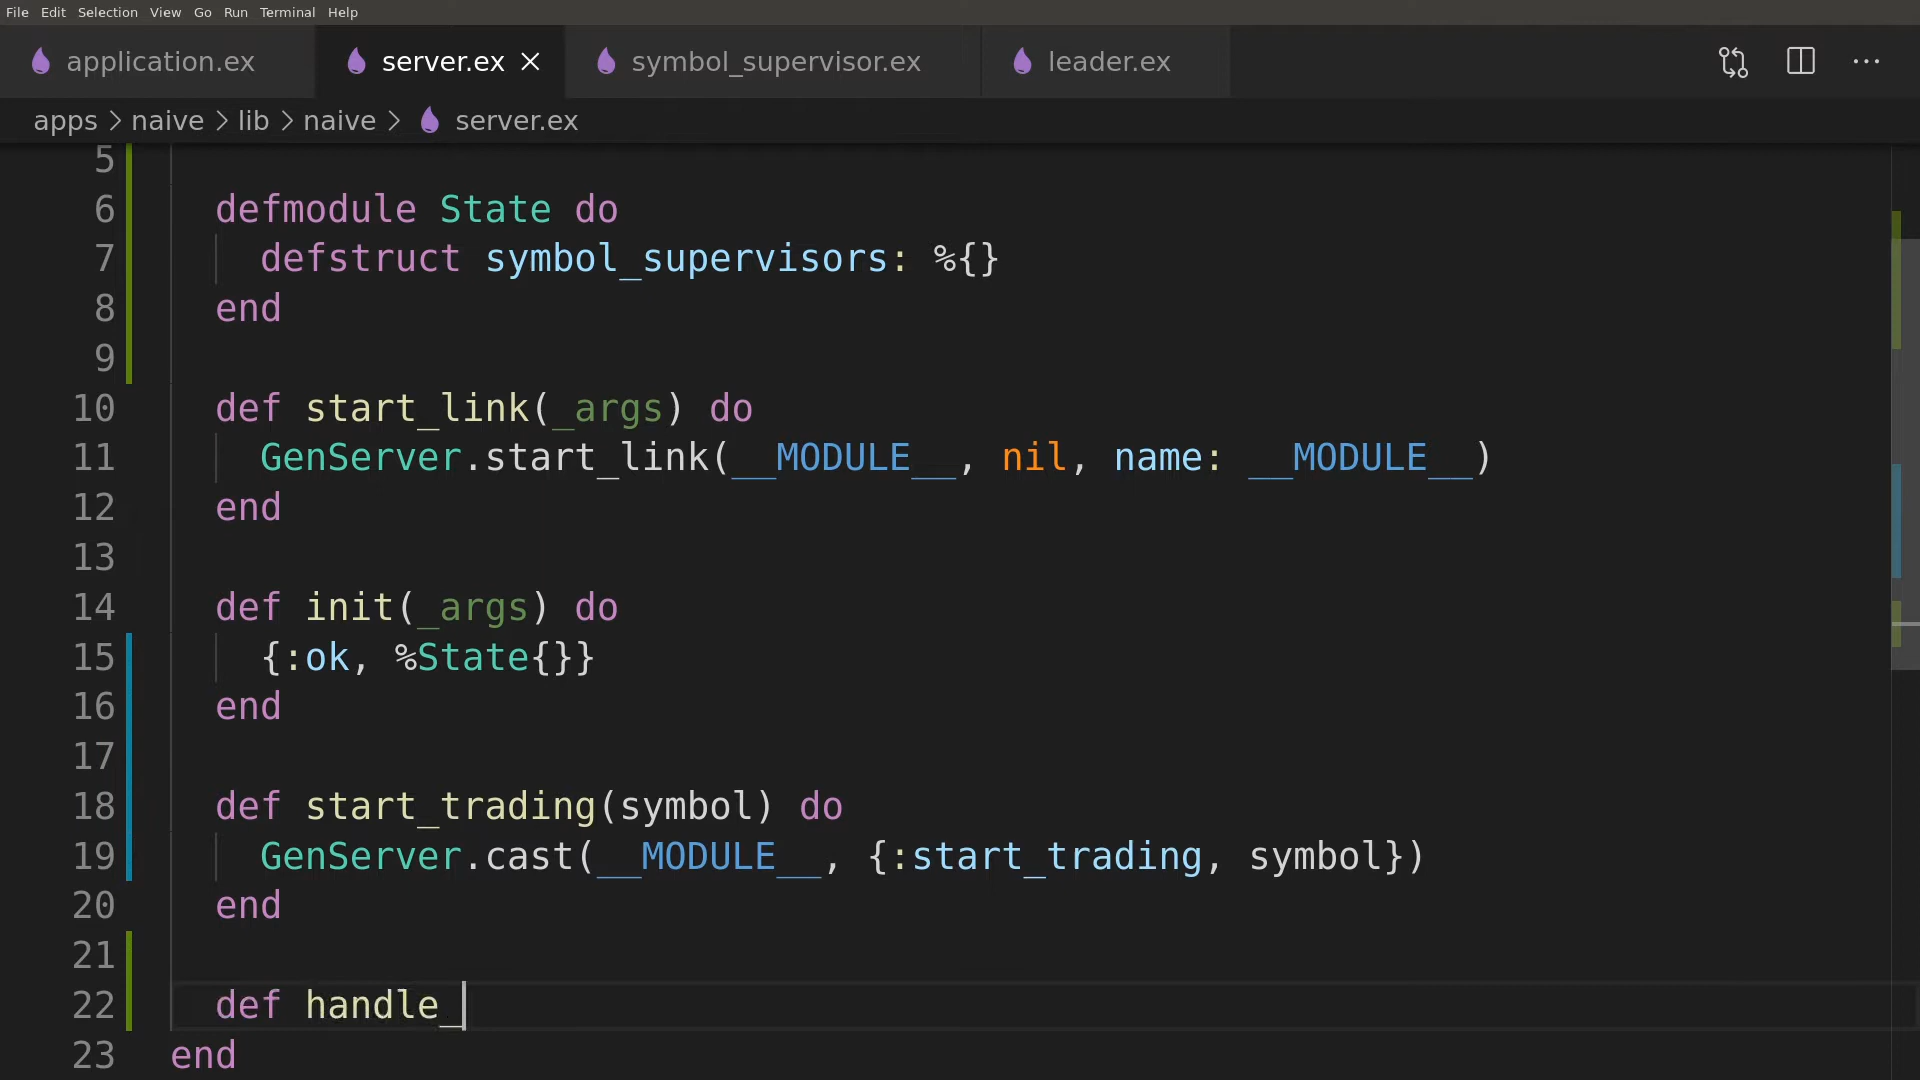 File Edit Selection View Go Run Terminal Help
application.ex server.ex symbol_supervisor.ex leader.ex
apps > naive > lib > naive > server.ex
5
6 defmodule State do
7 defstruct symbol_supervisors: %{}
8 end
9
10 def start_link(_args) do
11 GenServer.start_link(__MODULE__, nil, name: __MODULE__)
12 end
13
14 def init(_args) do
15 {:ok, %State{}}
16 end
17
18 def start_trading(symbol) do
19 GenServer.cast(__MODULE__, {:start_trading, symbol})
20 end
21
22 def handle_
23 end